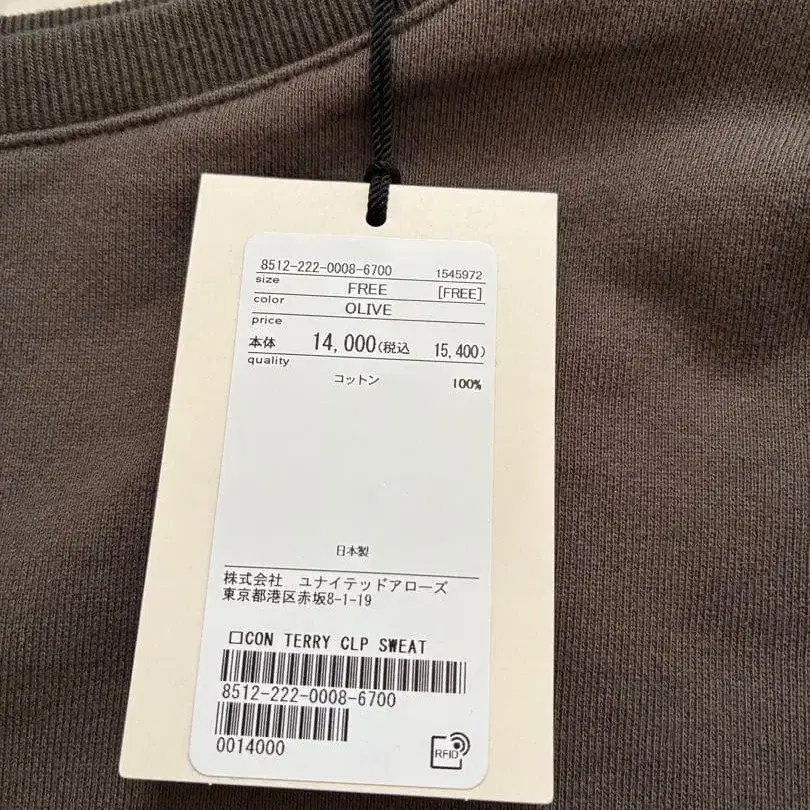 8512-222-0008-6700 1545972
size FREE [FREE]
color OLIVE
price
本体 14,000(税込 15,400)
quality
コットン 100%
日本製
株式会社 ユナイテッドアローズ
東京都港区赤坂8-1-19
□CON TERRY CLP SWEAT
8512-222-0008-6700
0014000
RFID